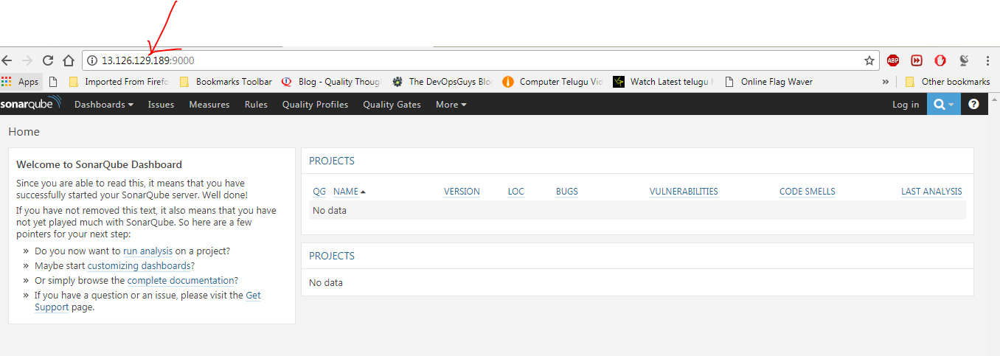 13.126.129.189:9000
Apps Imported From Firefo Bookmarks Toolbar Blog - Quality Though The DevOpsGuys Blo Computer Telugu Vid Watch Latest telugu Online Flag Waver » Other bookmarks
sonarqube Dashboards Issues Measures Rules Quality Profiles Quality Gates More Log in ?
Home
Welcome to SonarQube Dashboard
Since you are able to read this, it means that you have
successfully started your SonarQube server. Well done!
If you have not removed this text, it also means that you have
not yet played much with SonarQube. So here are a few
pointers for your next step:
» Do you now want to run analysis on a project?
» Maybe start customizing dashboards?
» Or simply browse the complete documentation?
» If you have a question or an issue, please visit the Get
Support page.
PROJECTS
QG NAME VERSION LOC BUGS VULNERABILITIES CODE SMELLS LAST ANALYSIS
No data
PROJECTS
No data